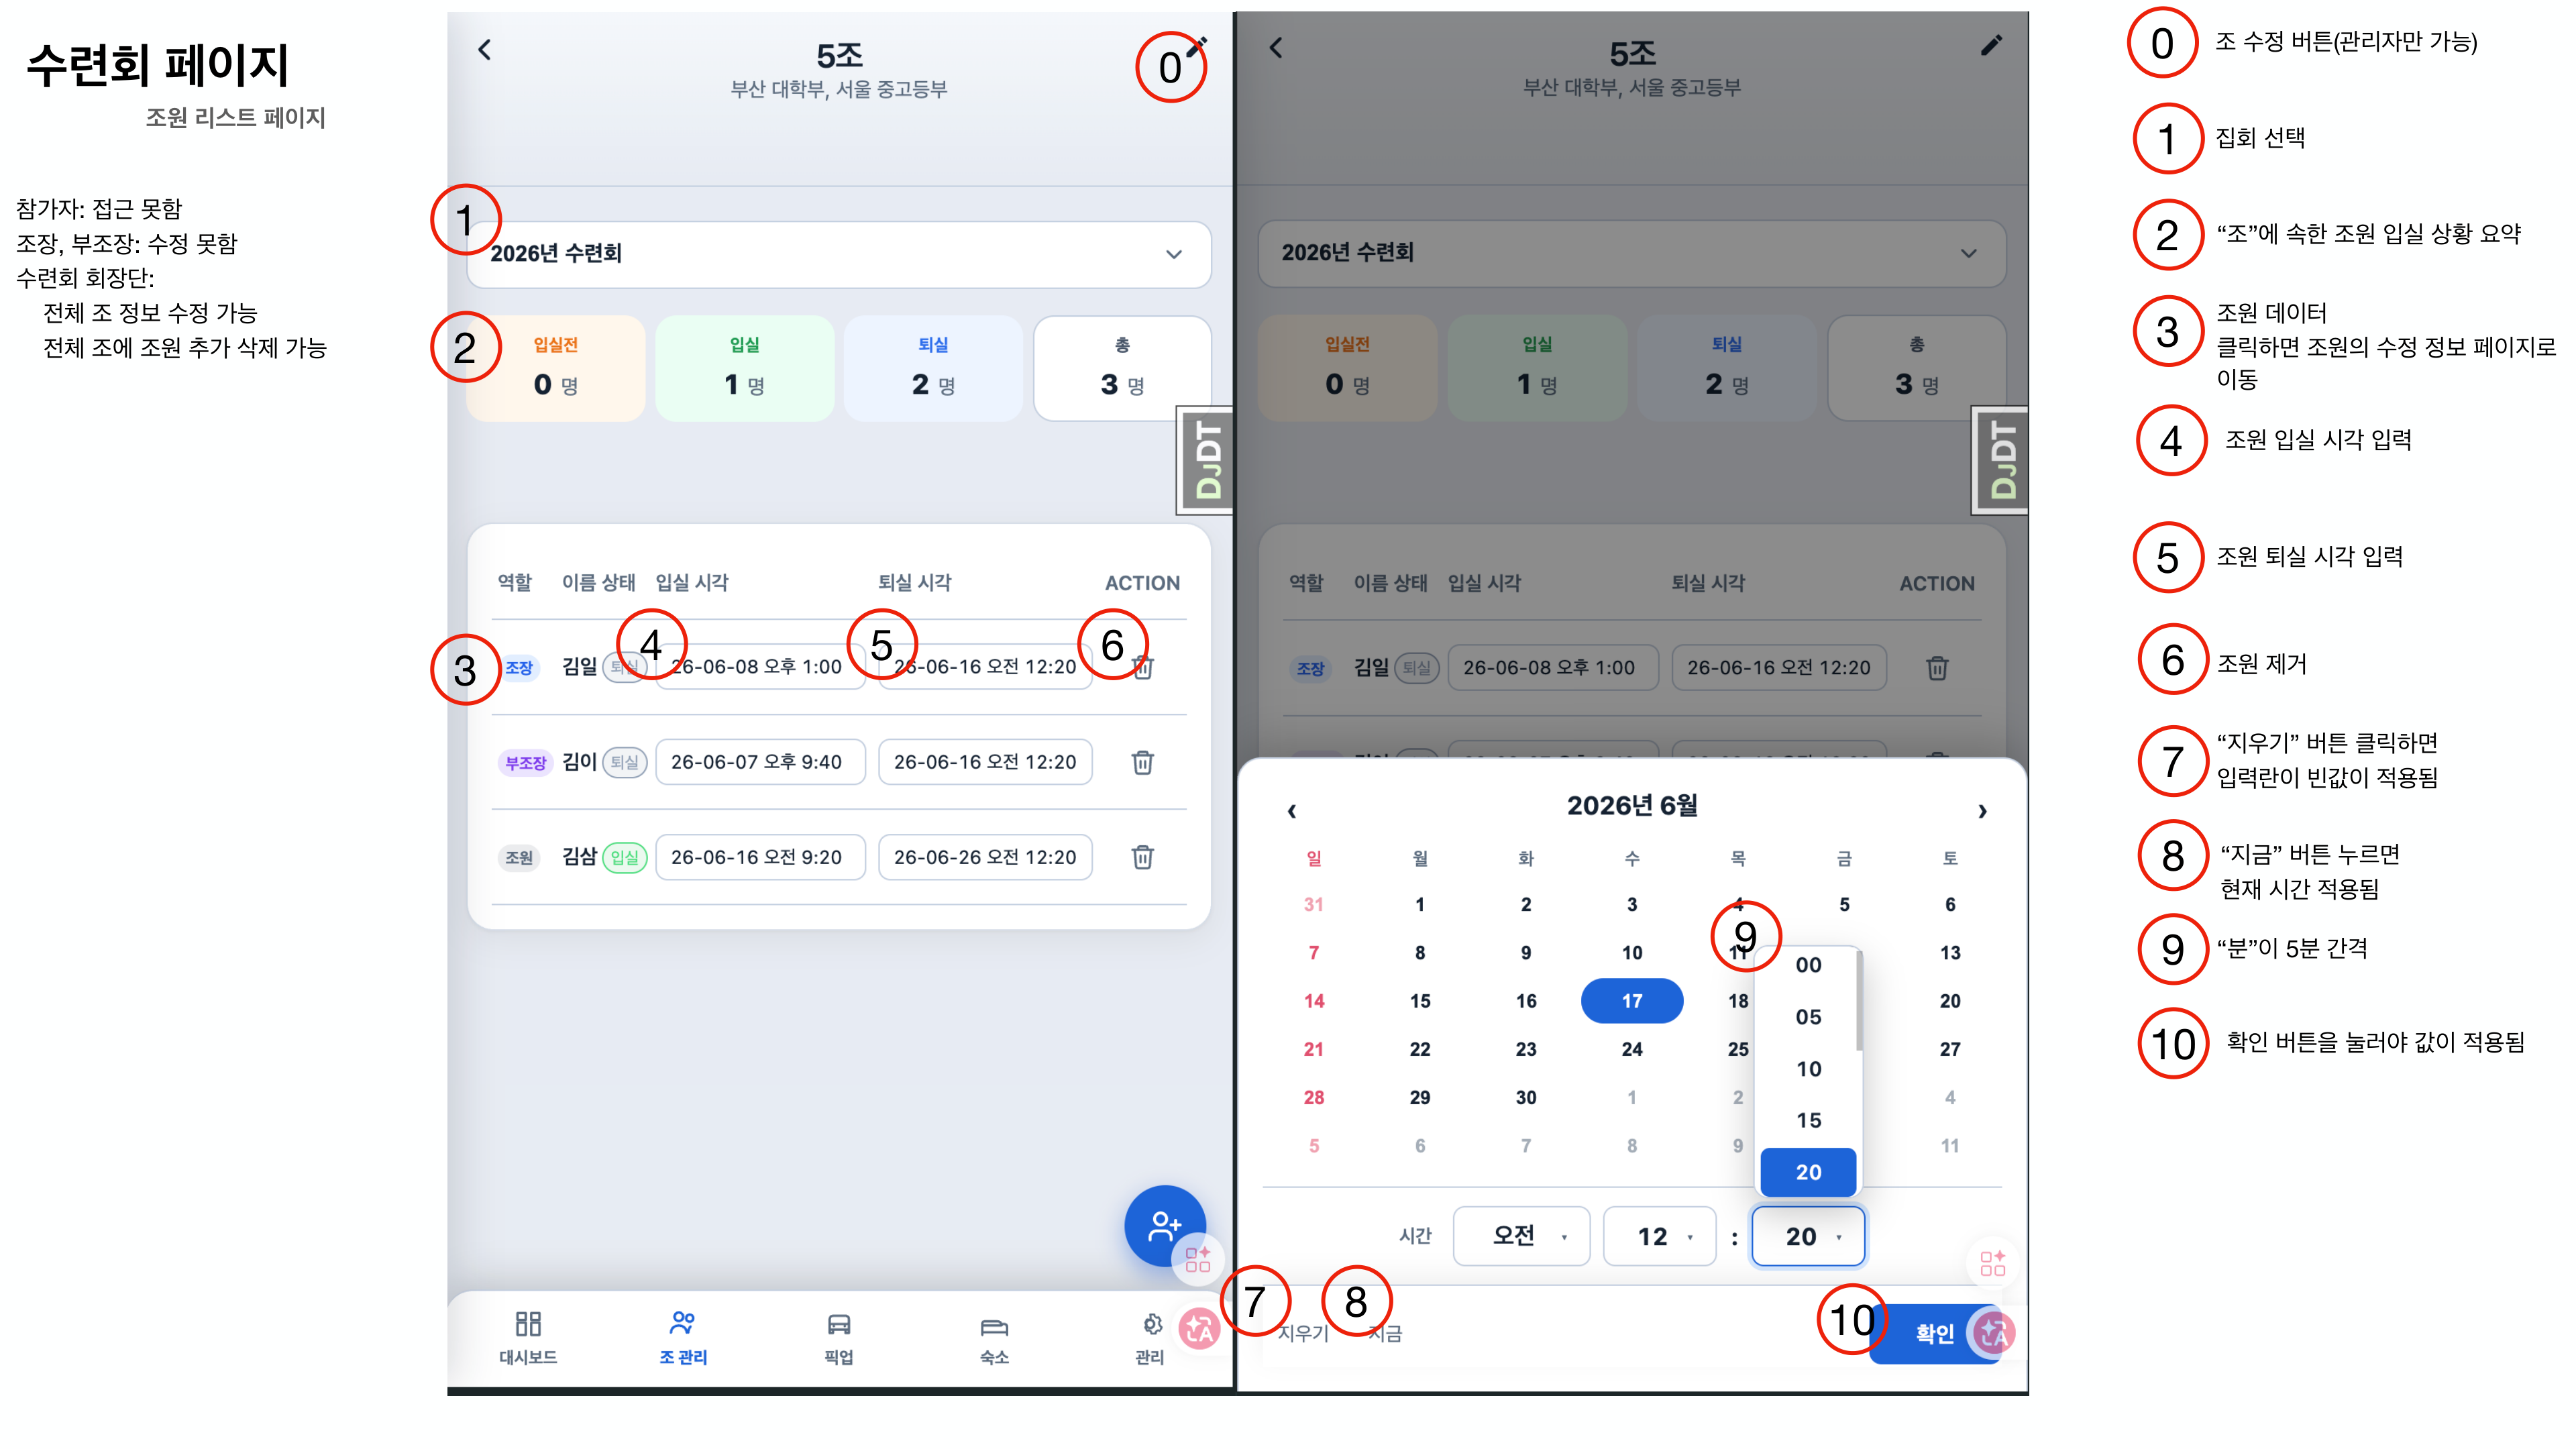 수련회 페이지
조원 리스트 페이지
참가자: 접근 못함
조장, 부조장: 수정 못함
수련회 회장단:
전체 조 정보 수정 가능
전체 조에 조원 추가 삭제 가능
5조
부산 대학부, 서울 중고등부
0
1
2026년 수련회
2
입실전
0 명
입실
1 명
퇴실
2 명
총
3 명
DJDT
역할 이름 상태 입실 시각 퇴실 시각 ACTION
4 5 6
3 조장 김일 퇴실 26-06-08 오후 1:00 26-06-16 오전 12:20
부조장 김이 퇴실 26-06-07 오후 9:40 26-06-16 오전 12:20
조원 김삼 입실 26-06-16 오전 9:20 26-06-26 오전 12:20
대시보드 조 관리 픽업 숙소 관리
5조
부산 대학부, 서울 중고등부
2026년 수련회
입실전
0 명
입실
1 명
퇴실
2 명
총
3 명
DJDT
역할 이름 상태 입실 시각 퇴실 시각 ACTION
조장 김일 퇴실 26-06-08 오후 1:00 26-06-16 오전 12:20
2026년 6월
일 월 화 수 목 금 토
31 1 2 3 4 5 6
9
7 8 9 10 11 13
14 15 16 17 18 20
21 22 23 24 25 27
28 29 30 1 2 4
5 6 7 8 9 11
00
05
10
15
20
시간 오전 12 : 20
7 8 10
지우기 지금 확인
0 조 수정 버튼(관리자만 가능)
1 집회 선택
2 “조”에 속한 조원 입실 상황 요약
3 조원 데이터
클릭하면 조원의 수정 정보 페이지로
이동
4 조원 입실 시각 입력
5 조원 퇴실 시각 입력
6 조원 제거
7 “지우기” 버튼 클릭하면
입력란이 빈값이 적용됨
8 “지금” 버튼 누르면
현재 시간 적용됨
9 “분”이 5분 간격
10 확인 버튼을 눌러야 값이 적용됨